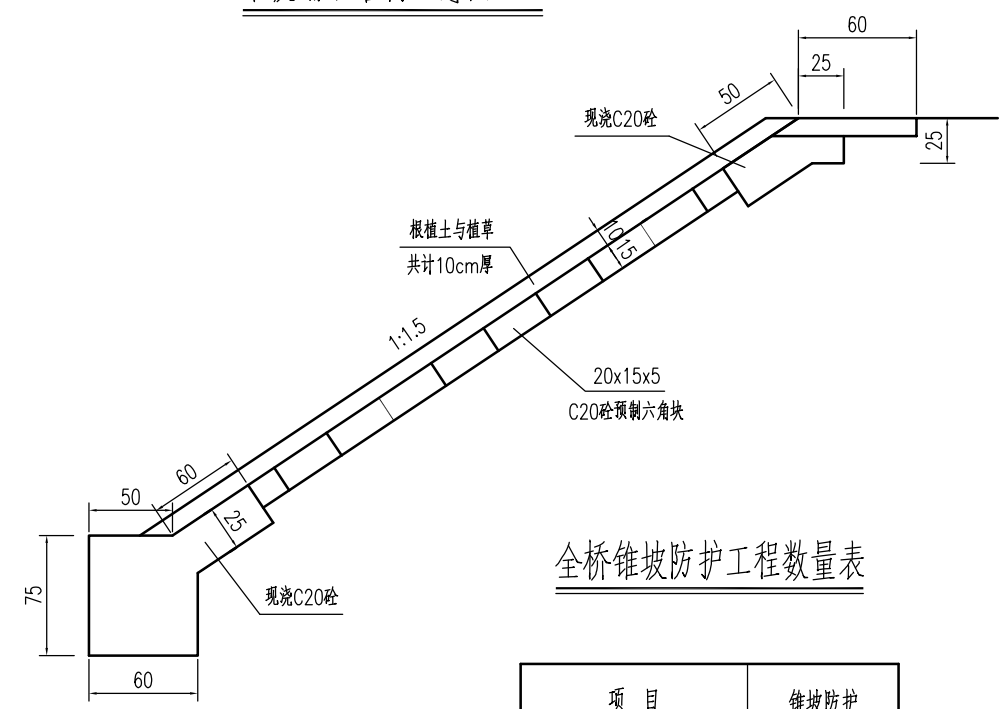 60
25
50
现浇C20砼
25
根植土与植草
共计10cm厚
10
15
1:1.5
20x15x5
C20砼预制六角块
60
50
25
75
现浇C20砼
60
全桥锥坡防护工程数量表
项 目
锥坡防护